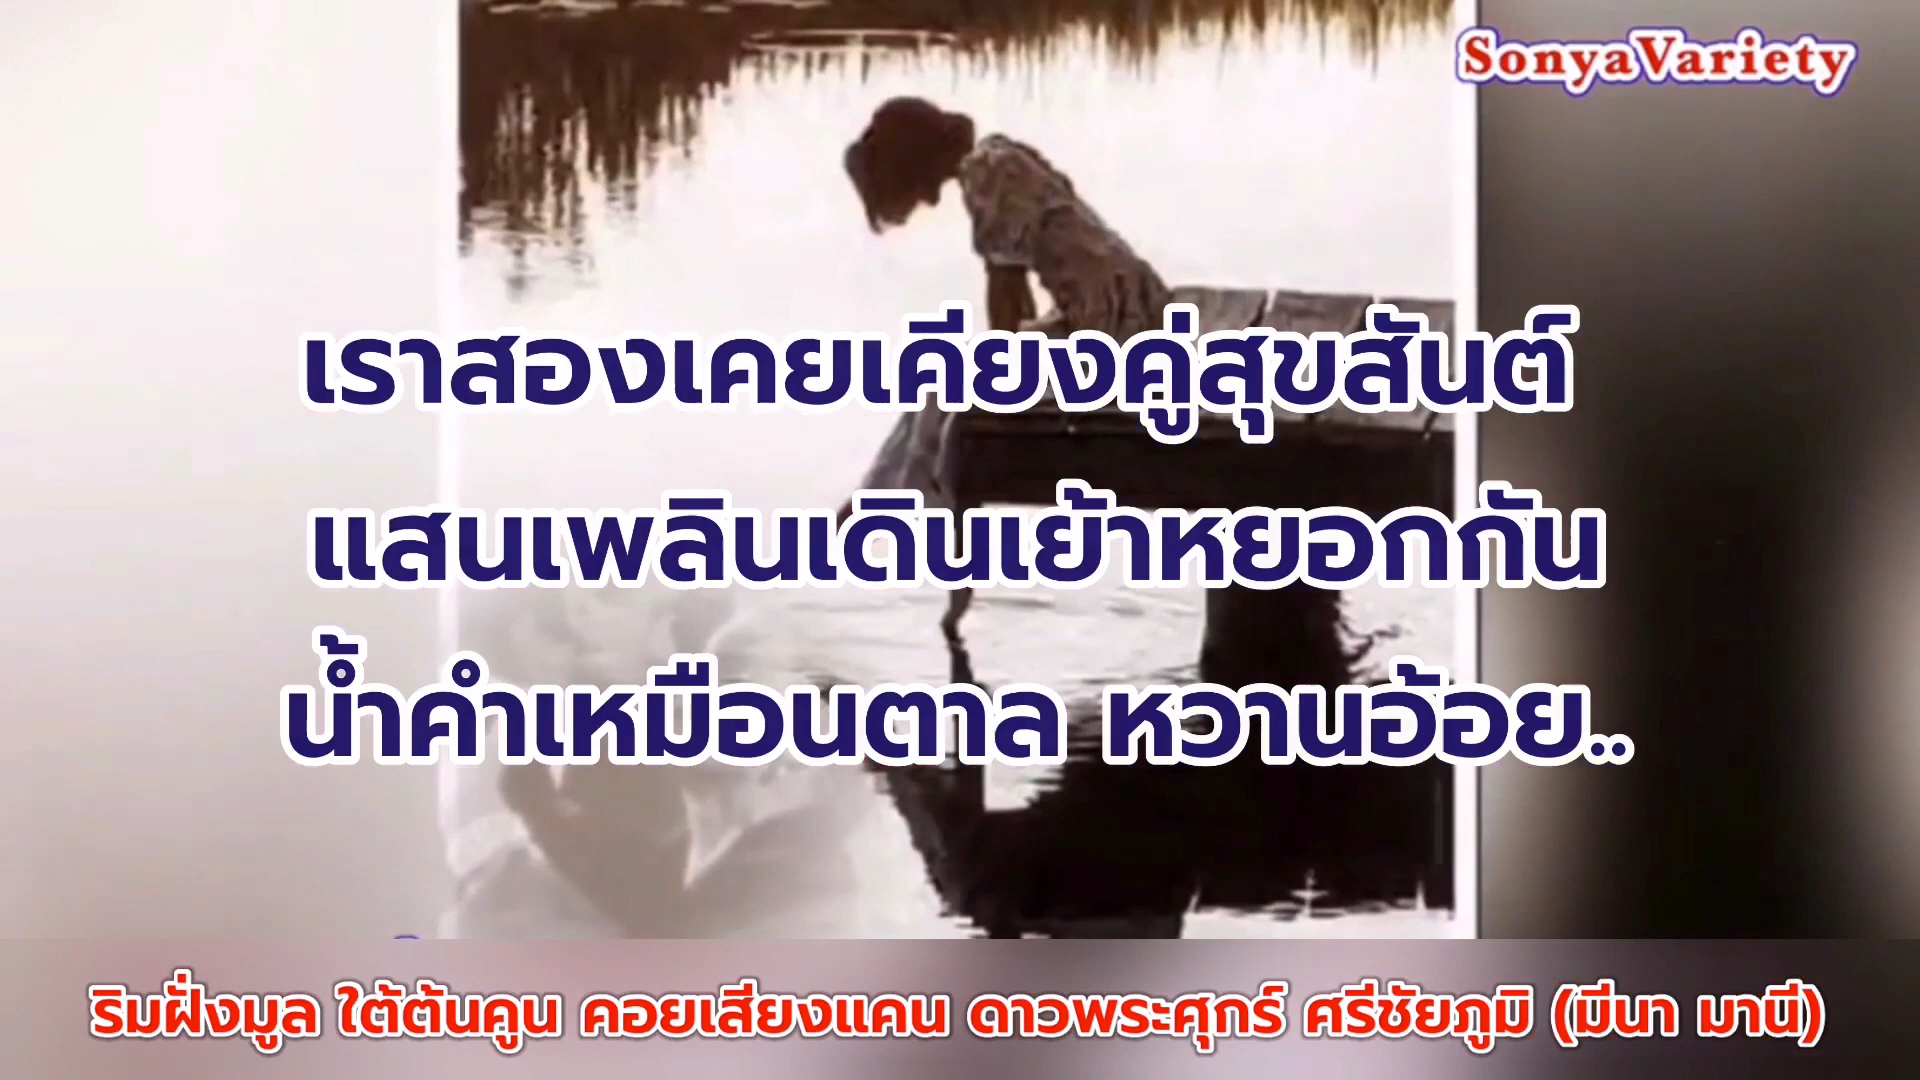 SonyaVariety
เราสองเคยเคียงคู่สุขสันต์
แสนเพลินเดินเย้าหยอกกัน
น้ำคำเหมือนตาล หวานอ้อย..
ริมฝั่งมูล ใต้ต้นคูน คอยเสียงแคน ดาวพระศุกร์ ศรีชัยภูมิ (มีนา มานี)